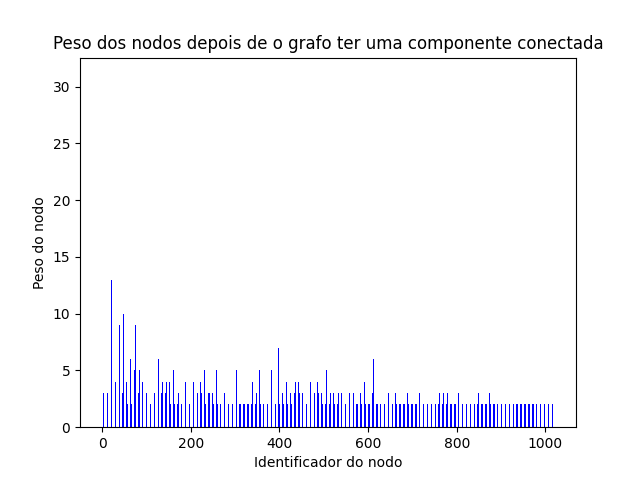 Peso dos nodos depois de o grafo ter uma componente conectada
30
25
20
15
10
5
0
Peso do nodo
0 200 400 600 800 1000
Identificador do nodo